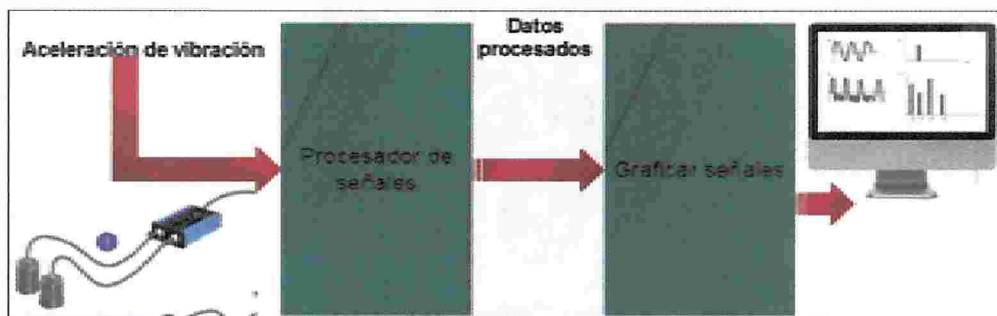 Aceleración de vibración
Procesador de
señales
Datos
procesados
Graficar señales